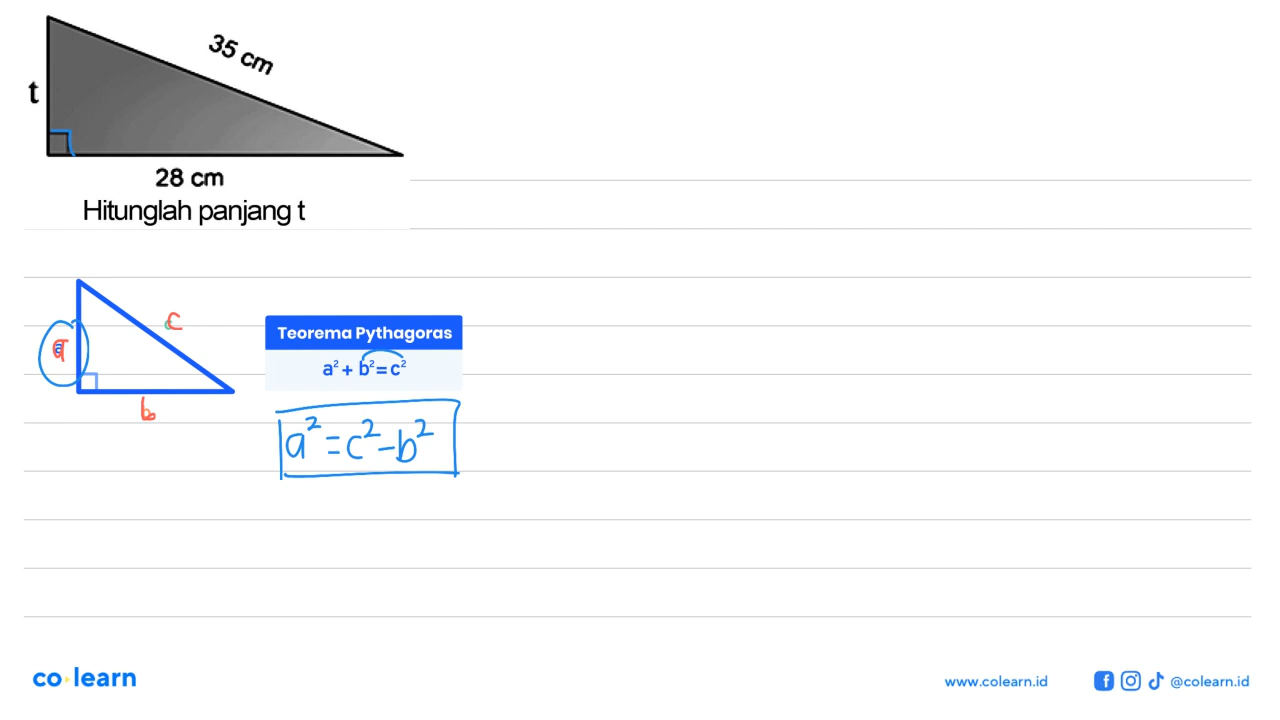 35 cm
t
28 cm
Hitunglah panjang t
c
a
b
Teorema Pythagoras
a² + b² = c²
a² = c² - b²
co learn
www.colearn.id
@colearn.id